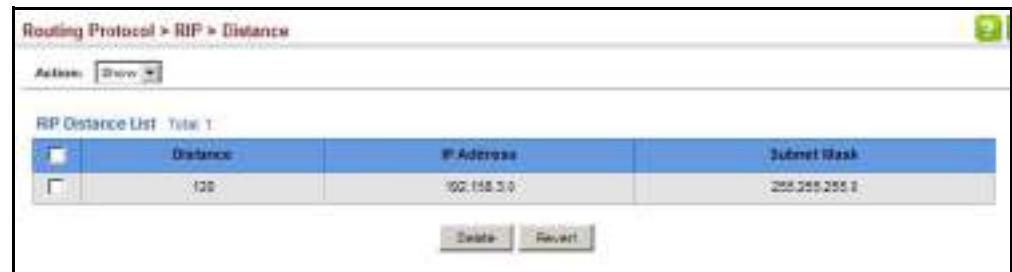 Routing Protocol > RIP > Distance
Action: Show
RIP Distance List Total: 1
Distance IP Address Subnet Mask
120 192.168.3.0 255.255.255.0
Delete Revert